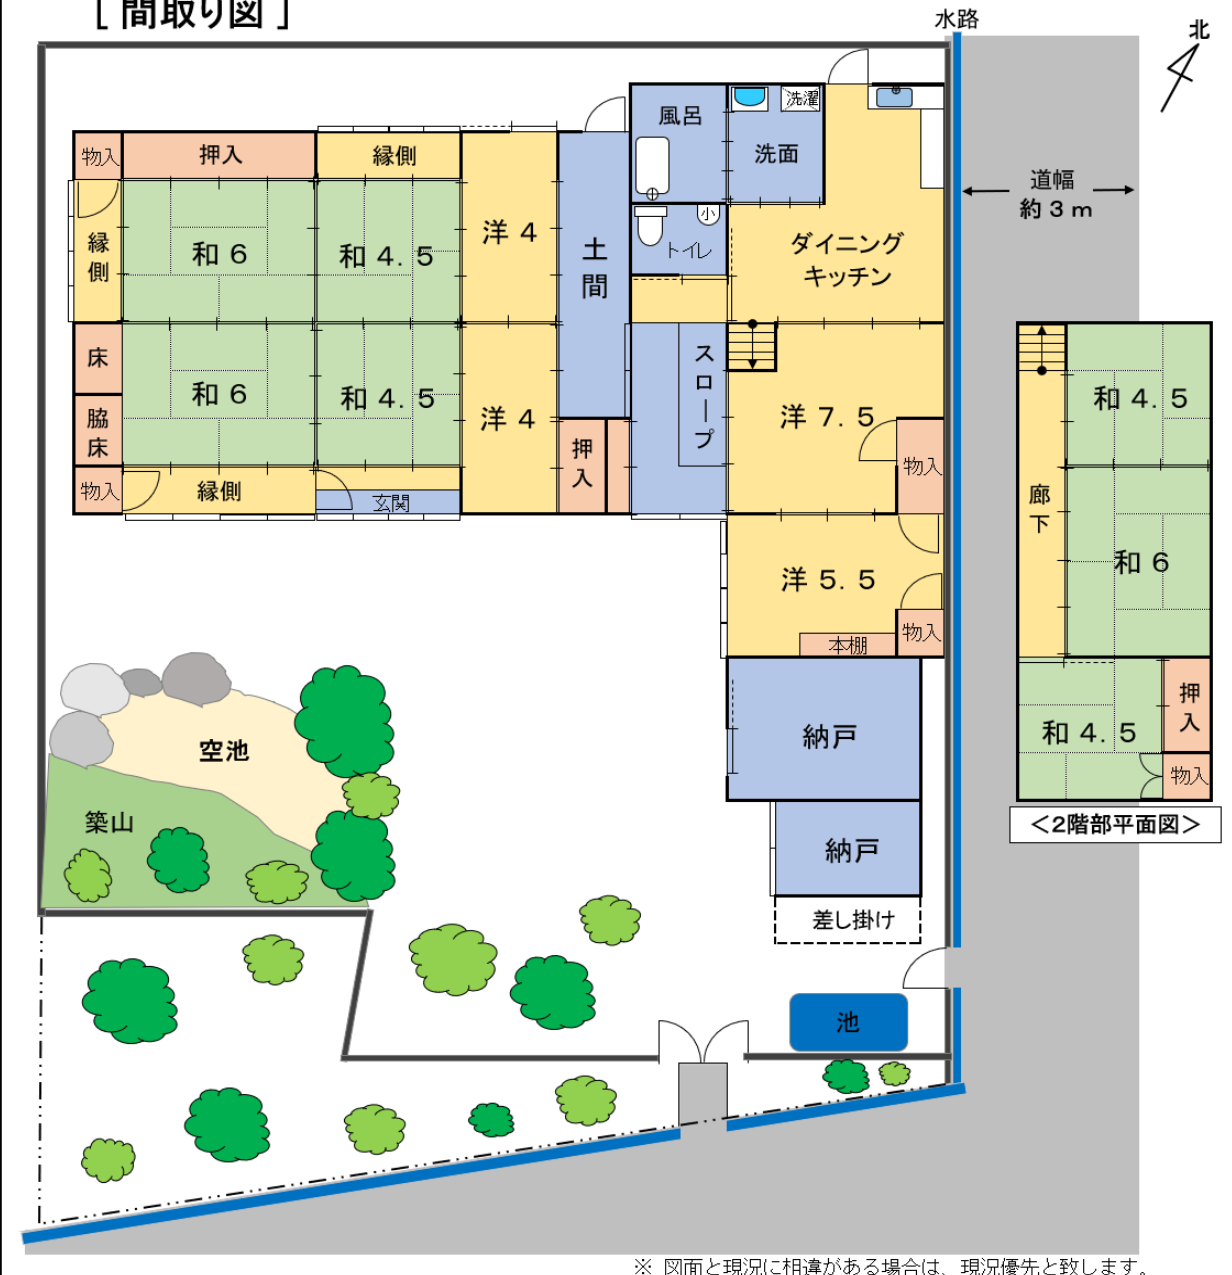 [ 間取り図 ]
水路
北
物入
押入
縁側
風呂
洗面
洗濯
道幅
約３ｍ
縁側
和６
和４.５
洋４
土間
トイレ
小
ダイニング
キッチン
床
脇床
和６
和４.５
洋４
押入
スロープ
洋７.５
物入
物入
縁側
玄関
洋５.５
物入
本棚
和４.５
廊下
和６
和４.５
押入
物入
＜2階部平面図＞
空池
築山
納戸
納戸
差し掛け
池
※ 図面と現況に相違がある場合は、現況優先と致します。